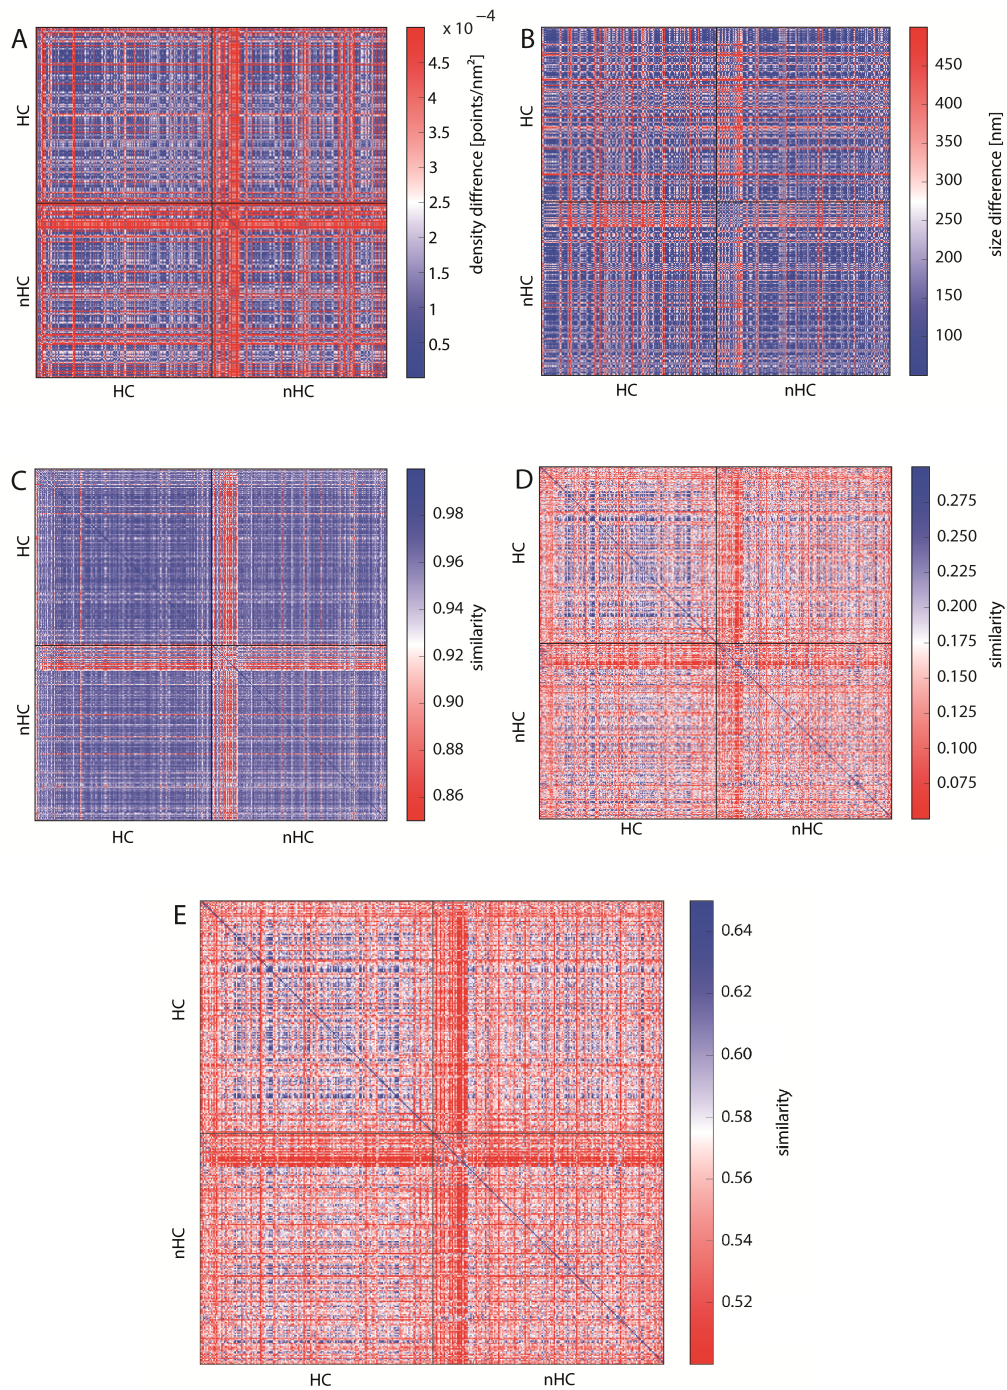 A
HC
nHC
HC
nHC
x 10 −4
4.5
4
3.5
3
2.5
2
1.5
1
0.5
density diffrence [points/nm²]
B
HC
nHC
HC
nHC
450
400
350
300
250
200
150
100
size difference [nm]
C
HC
nHC
HC
nHC
0.98
0.96
0.94
0.92
0.90
0.88
0.86
similarity
D
HC
nHC
HC
nHC
0.275
0.250
0.225
0.200
0.175
0.150
0.125
0.100
0.075
similarity
E
HC
nHC
HC
nHC
0.64
0.62
0.60
0.58
0.56
0.54
0.52
similarity